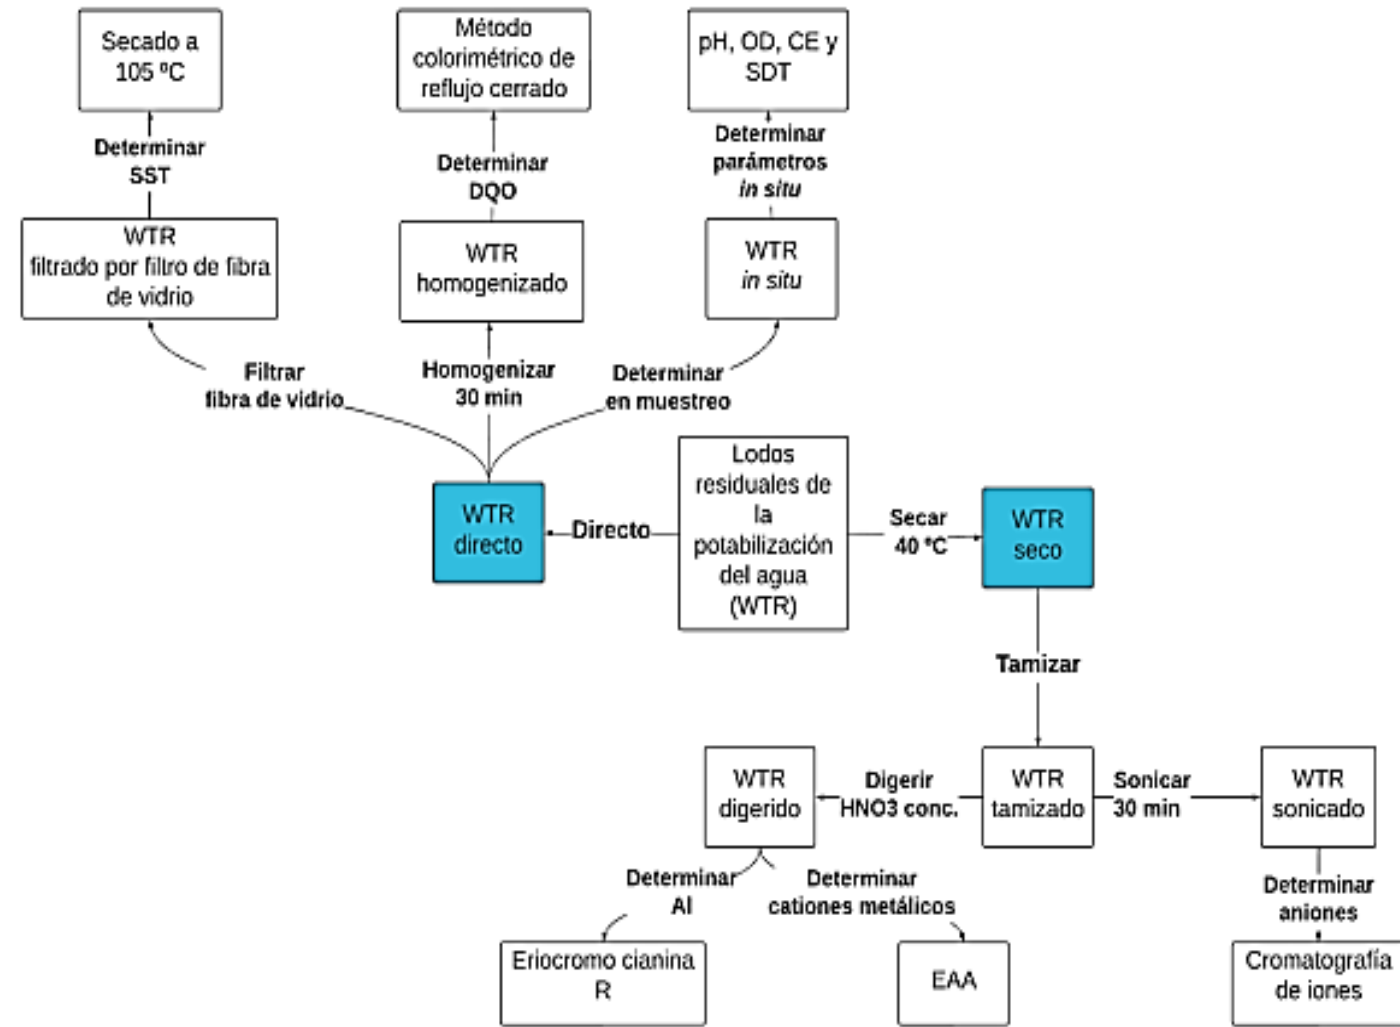 Secado a
105 ºC
Método
colorimétrico de
reflujo cerrado
pH, OD, CE y
SDT
Determinar
SST
Determinar
DQO
Determinar
parámetros
in situ
WTR
filtrado por filtro de fibra
de vidrio
WTR
homogenizado
WTR
in situ
Filtrar
fibra de vidrio
Homogenizar
30 min
Determinar
en muestreo
WTR
directo
Directo
Lodos
residuales de
la
potabilización
del agua
(WTR)
Secar
40 ºC
WTR
seco
Tamizar
WTR
digerido
Digerir
HNO3 conc.
WTR
tamizado
Sonicar
30 min
WTR
sonicado
Determinar
Al
Determinar
cationes metálicos
Determinar
aniones
Eriocromo cianina
R
EAA
Cromatografía
de iones